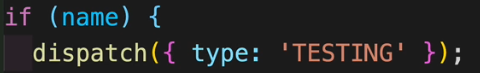 if (name) {
  dispatch({ type: 'TESTING' });